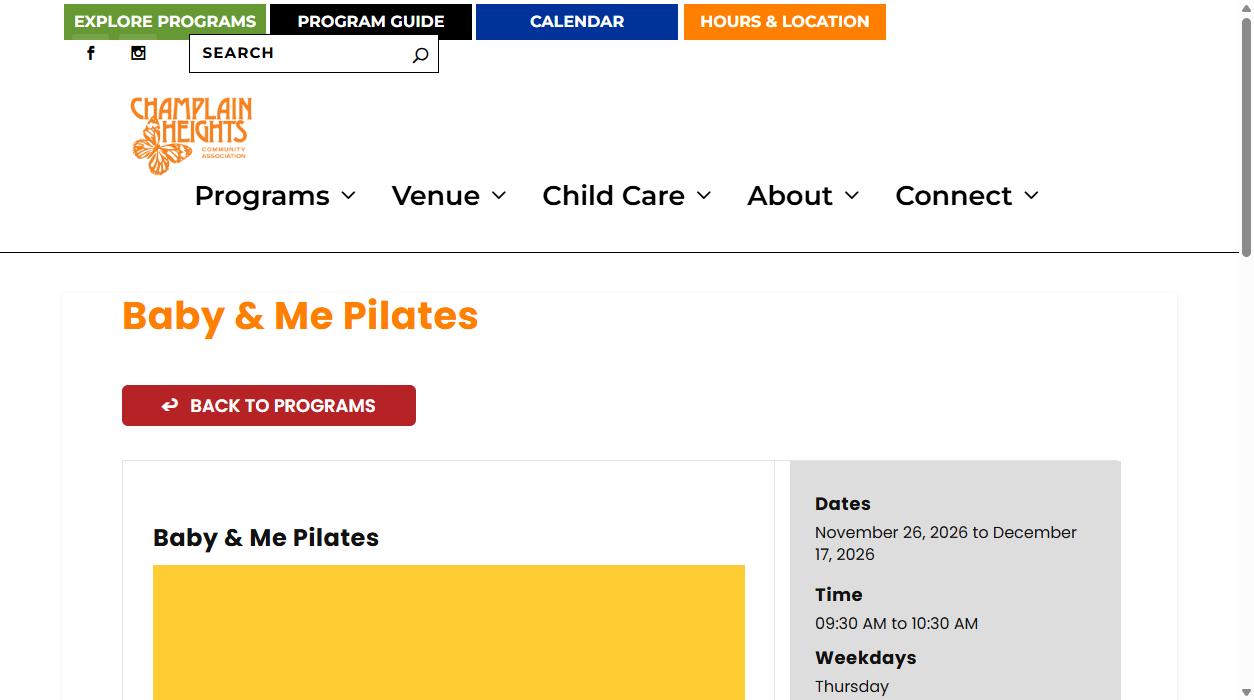 EXPLORE PROGRAMS
PROGRAM GUIDE
CALENDAR
HOURS & LOCATION
SEARCH
CHAMPLAIN
HEIGHTS
COMMUNITY
ASSOCIATION
Programs
Venue
Child Care
About
Connect
Baby & Me Pilates
BACK TO PROGRAMS
Baby & Me Pilates
Dates
November 26, 2026 to December
17, 2026
Time
09:30 AM to 10:30 AM
Weekdays
Thursday